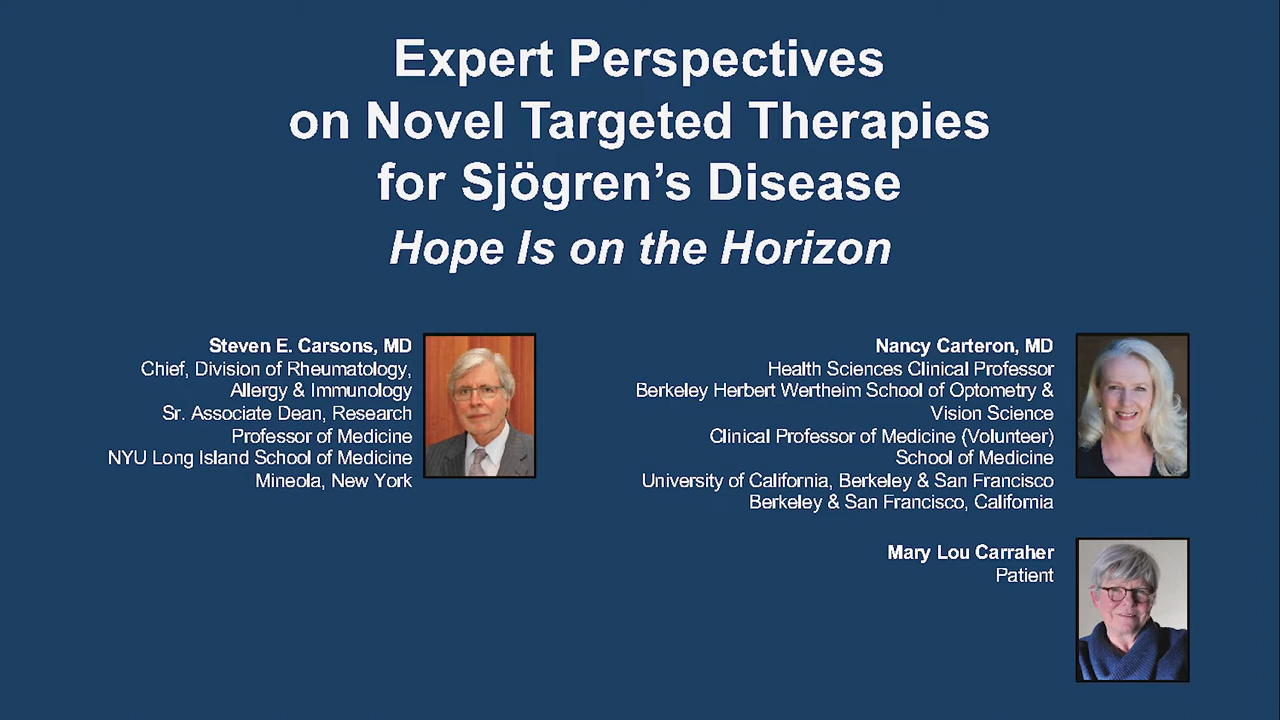 Expert Perspectives
on Novel Targeted Therapies
for Sjögren's Disease
Hope Is on the Horizon
Steven E. Carsons, MD
Chief, Division of Rheumatology,
Allergy & Immunology
Sr. Associate Dean, Research
Professor of Medicine
NYU Long Island School of Medicine
Mineola, New York
Nancy Carteron, MD
Health Sciences Clinical Professor
Berkeley Herbert Wertheim School of Optometry &
Vision Science
Clinical Professor of Medicine (Volunteer)
School of Medicine
University of California, Berkeley & San Francisco
Berkeley & San Francisco, California
Mary Lou Carraher
Patient